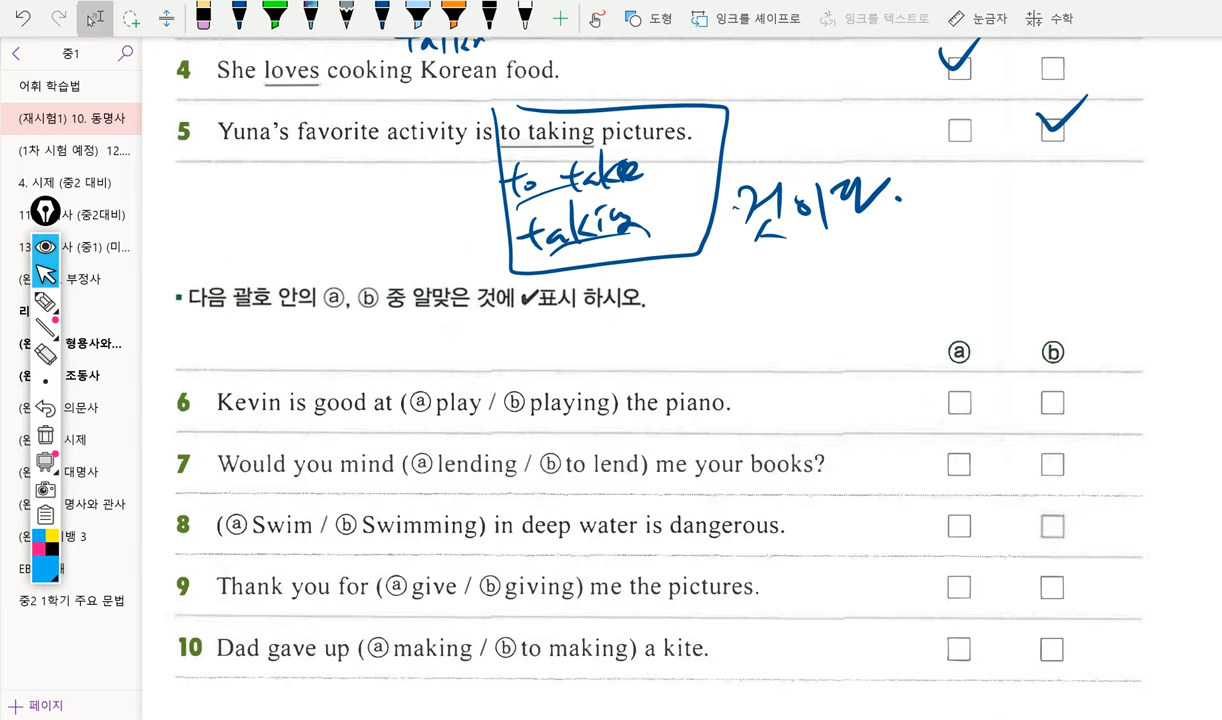 도형
잉크를 셰이프로
잉크를 텍스트로
눈금자
수학
중1
어휘 학습법
(재시험1) 10. 동명사
(1차 시험 예정) 12....
4. 시제 (중2 대비)
사 (중2대비)
사 (중1) (미...
부정사
형용사와...
조동사
의문사
시제
대명사
명사와 관사
중2 1학기 주요 문법
페이지
4 She loves cooking Korean food.
5 Yuna's favorite activity is to taking pictures.
to take
taking
것이다.
▪ 다음 괄호 안의 ⓐ, ⓑ 중 알맞은 것에 ✔표시 하시오.
ⓐ ⓑ
6 Kevin is good at (ⓐ play / ⓑ playing) the piano.
7 Would you mind (ⓐ lending / ⓑ to lend) me your books?
8 (ⓐ Swim / ⓑ Swimming) in deep water is dangerous.
9 Thank you for (ⓐ give / ⓑ giving) me the pictures.
10 Dad gave up (ⓐ making / ⓑ to making) a kite.